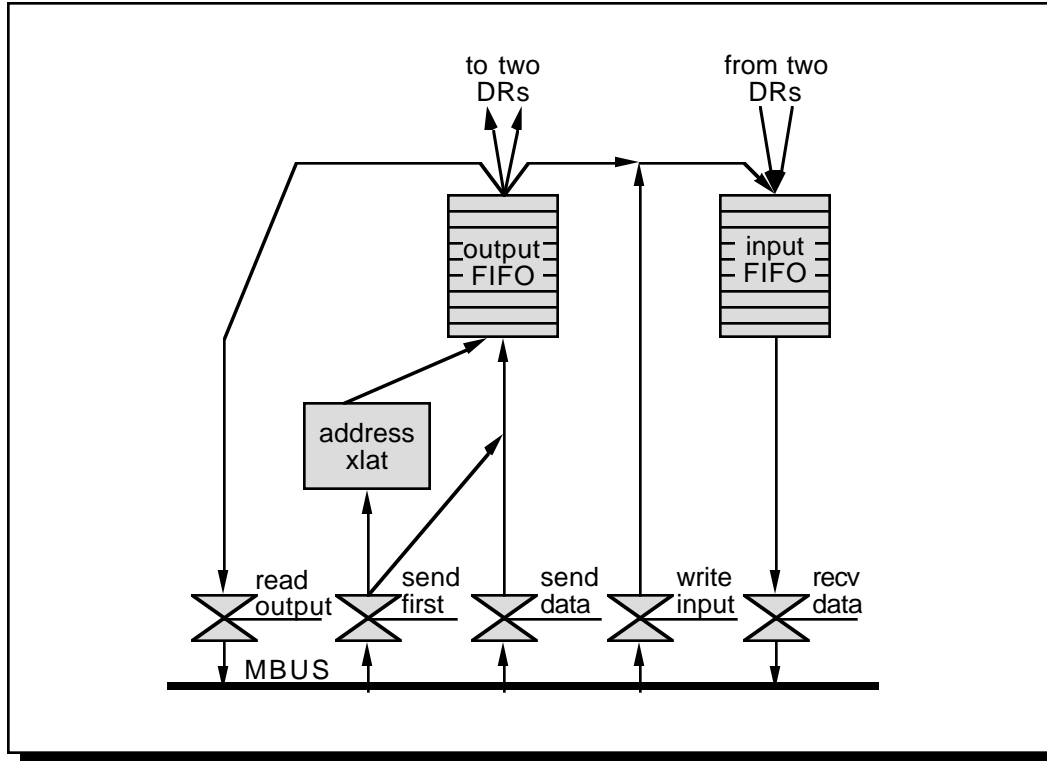 to two
DRs
from two
DRs
output
FIFO
input
FIFO
address
xlat
read
output
send
first
send
data
write
input
recv
data
MBUS